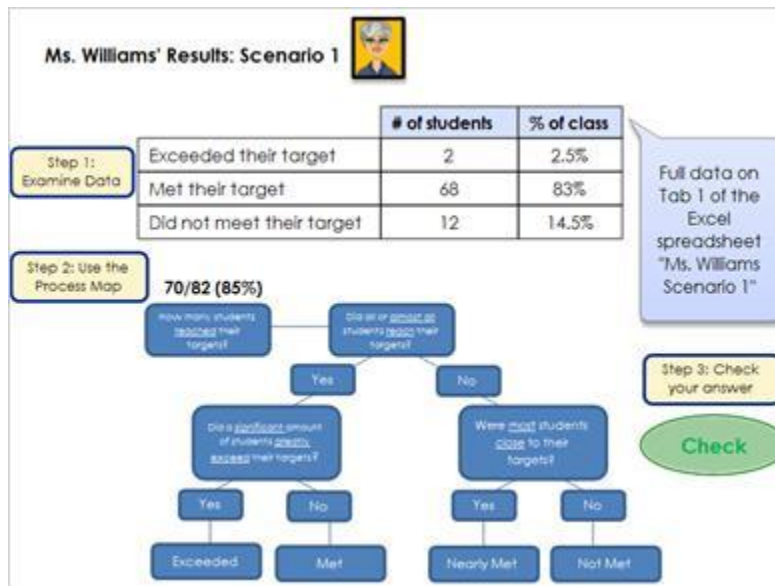 Ms. Williams' Results: Scenario 1
# of students
% of class
Step 1:
Examine Data
Exceeded their target
2
2.5%
Met their target
68
83%
Did not meet their target
12
14.5%
Full data on
Tab 1 of the
Excel
spreadsheet
"Ms. Williams
Scenario 1"
Step 2: Use the
Process Map
70/82 (85%)
How many students
reached their
targets?
Did all or almost all
students reach their
targets?
Yes
No
Step 3: Check
your answer
Check
Did a significant amount
of students greatly
exceed their targets?
Were most students
close to their
targets?
Yes
No
Yes
No
Exceeded
Met
Nearly Met
Not Met